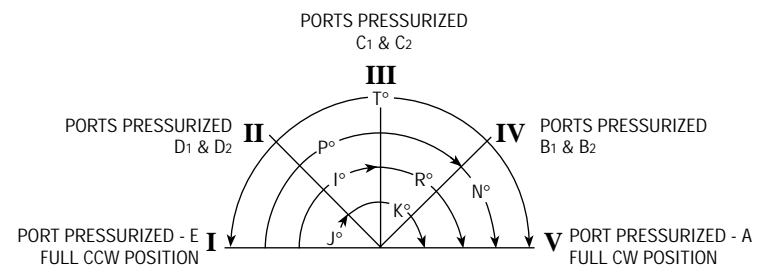 PORTS PRESSURIZED
C1 & C2
III
T°
PORTS PRESSURIZED
D1 & D2
II
IV
PORTS PRESSURIZED
B1 & B2
P°
I°
R°
N°
J°
K°
PORT PRESSURIZED - E
FULL CCW POSITION
I
V
PORT PRESSURIZED - A
FULL CW POSITION